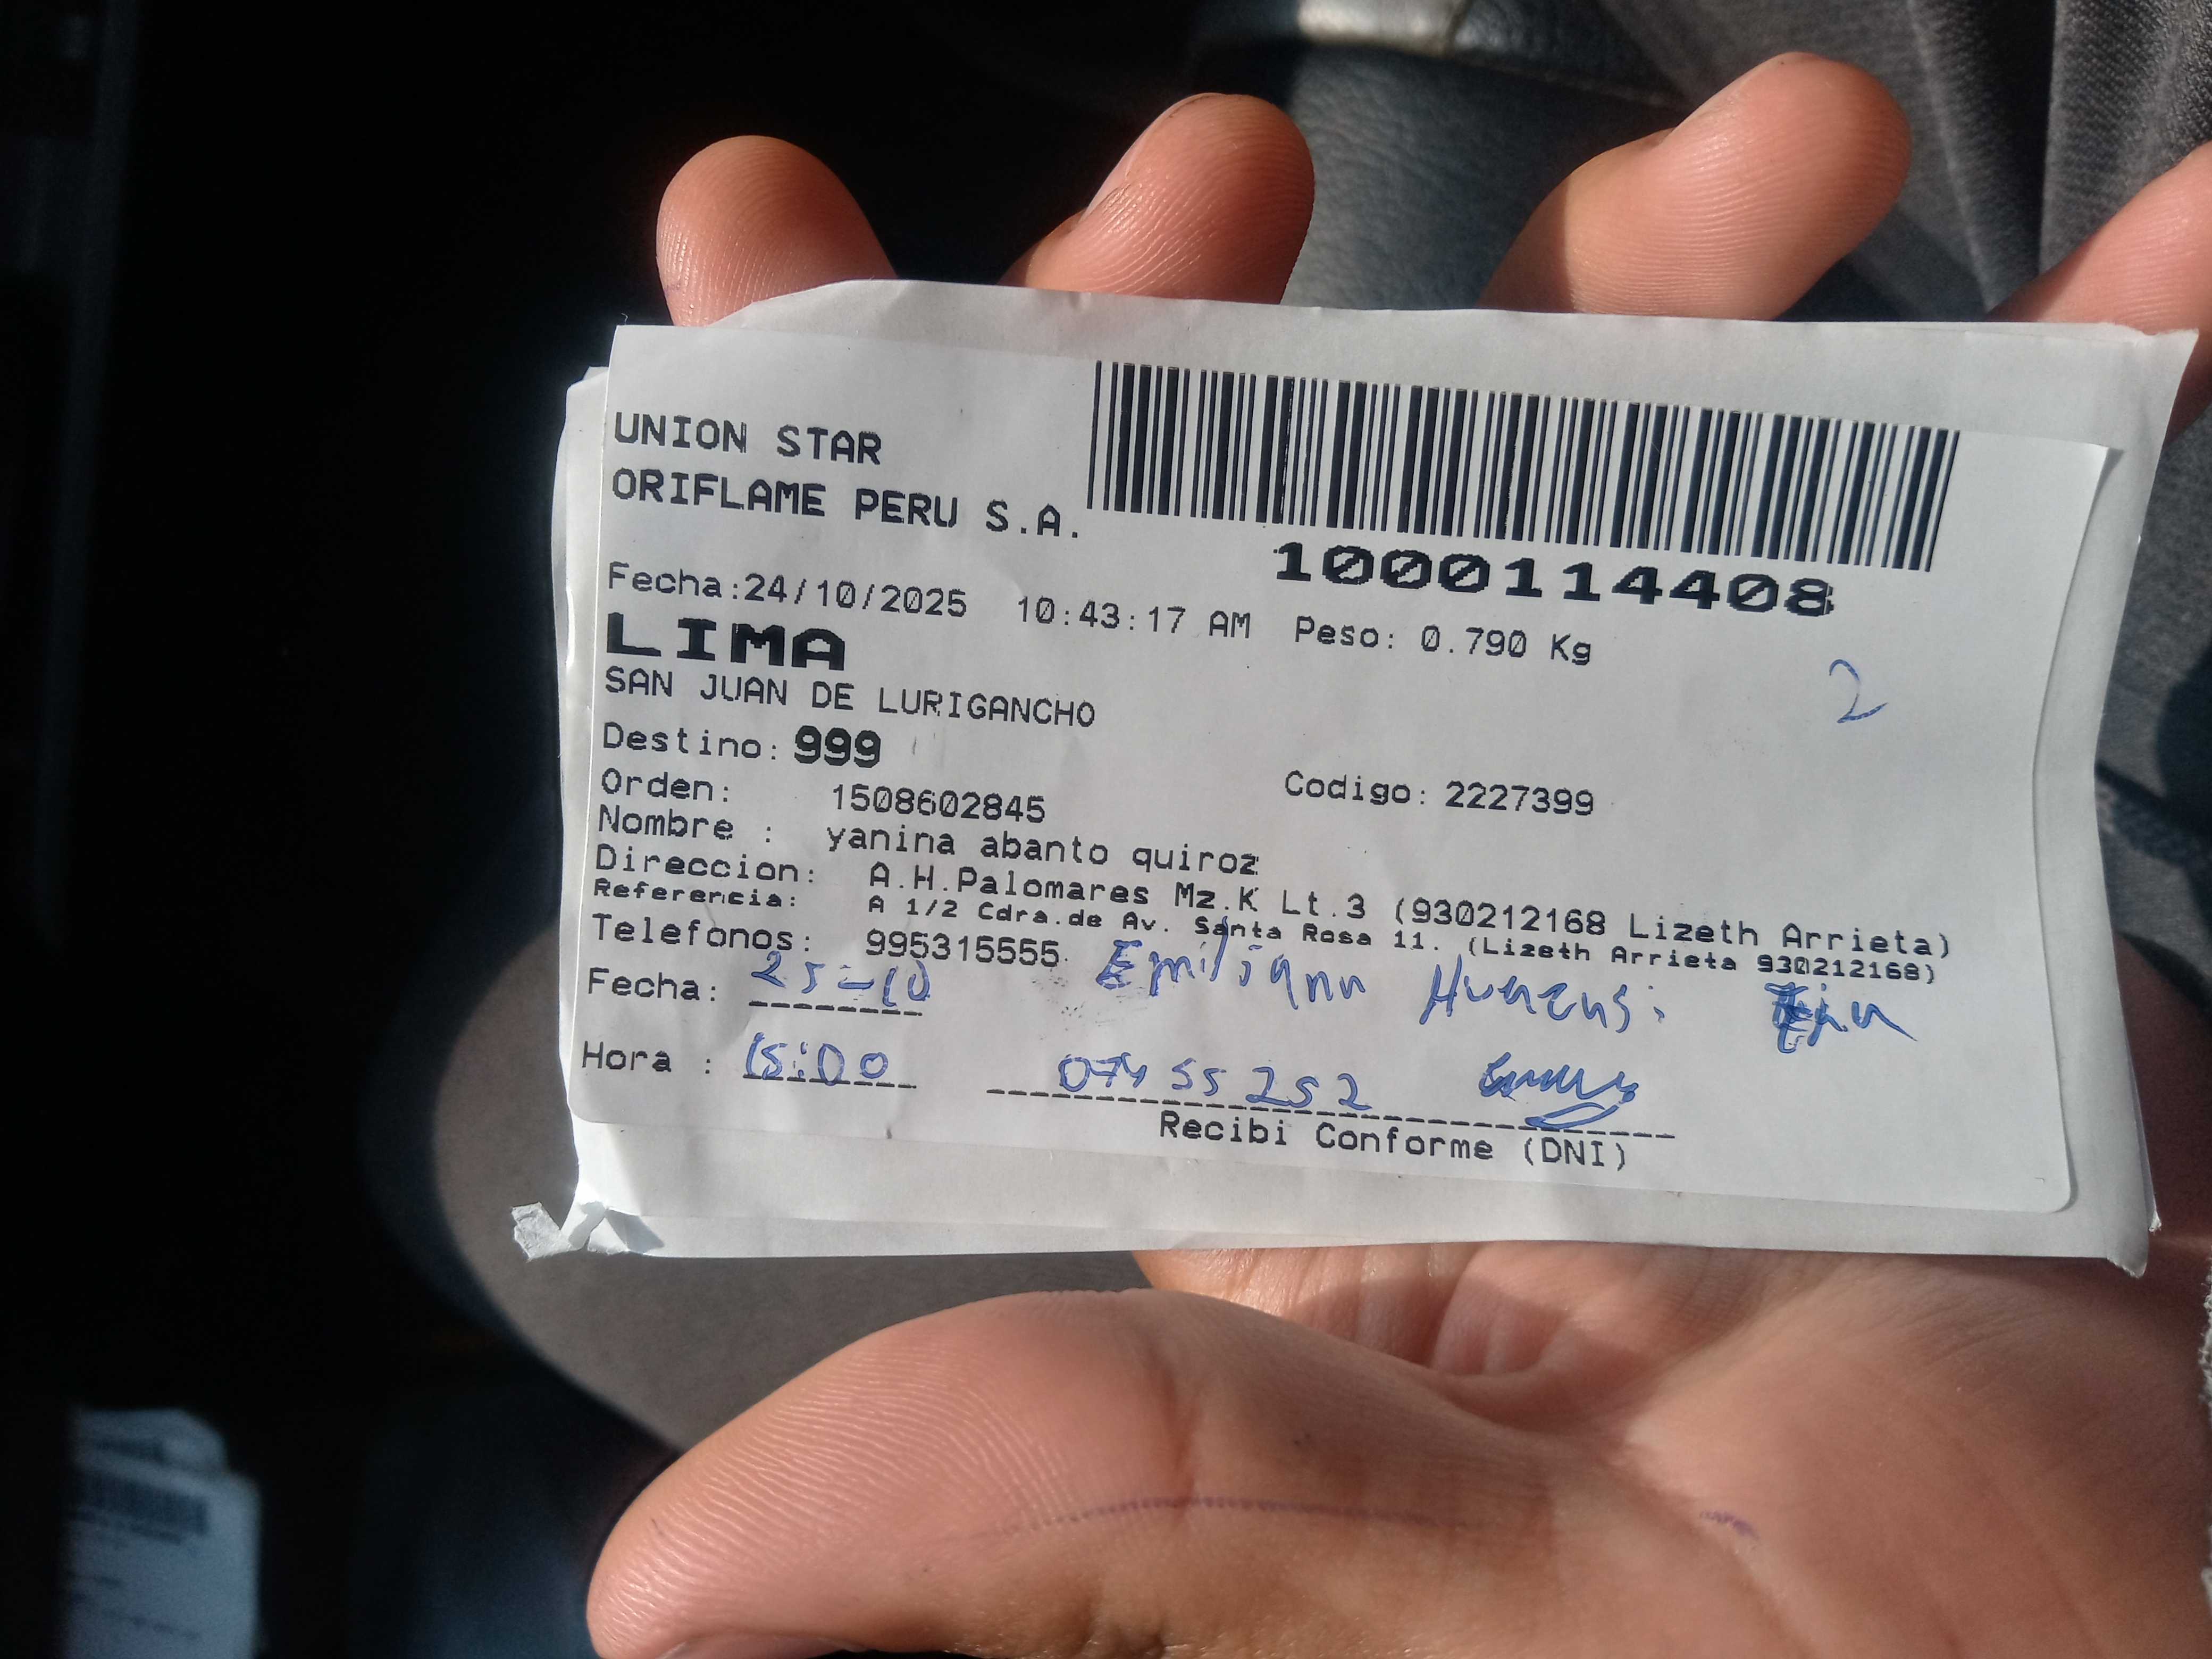 UNION STAR
ORIFLAME PERU S.A.
1000114408
Fecha:24/10/2025 10:43:17 AM Peso: 0.790 Kg
LIMA
2
SAN JUAN DE LURIGANCHO
Destino: 999
Orden: 1508602845 Codigo: 2227399
Nombre : yanina abanto quiroz
Direccion: A.H.Palomares Mz.K Lt.3 (930212168 Lizeth Arrieta)
Referencia: A 1/2 Cdra.de Av. Santa Rosa 11. (Lizeth Arrieta 930212168)
Telefonos: 995315555
Fecha: 25-10 Emiliano
Hora : 15:00 07455252
Recibi Conforme (DNI)